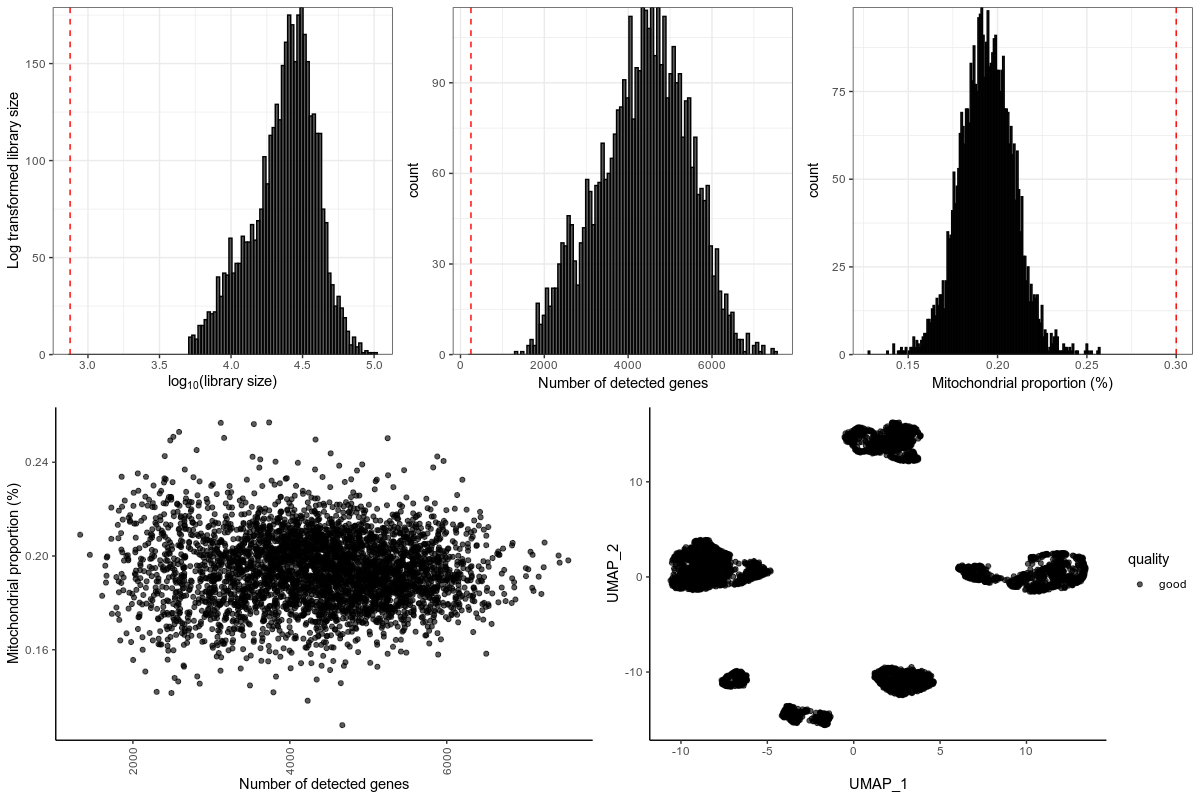 Log transformed library size
150
100
50
0
3.0 3.5 4.0 4.5 5.0
log10(library size)
count
90
60
30
0
0 2000 4000 6000
Number of detected genes
count
75
50
25
0
0.15 0.20 0.25 0.30
Mitochondrial proportion (%)
Mitochondrial proportion (%)
0.24
0.20
0.16
2000 4000 6000
Number of detected genes
UMAP_2
10
0
-10
-10 -5 0 5 10
UMAP_1
quality
good